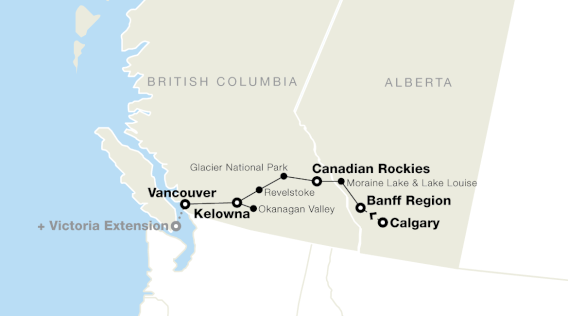 BRITISH COLUMBIA
ALBERTA
Glacier National Park
Canadian Rockies
Moraine Lake & Lake Louise
Vancouver
Revelstoke
Banff Region
Kelowna
Okanagan Valley
Calgary
+ Victoria Extension